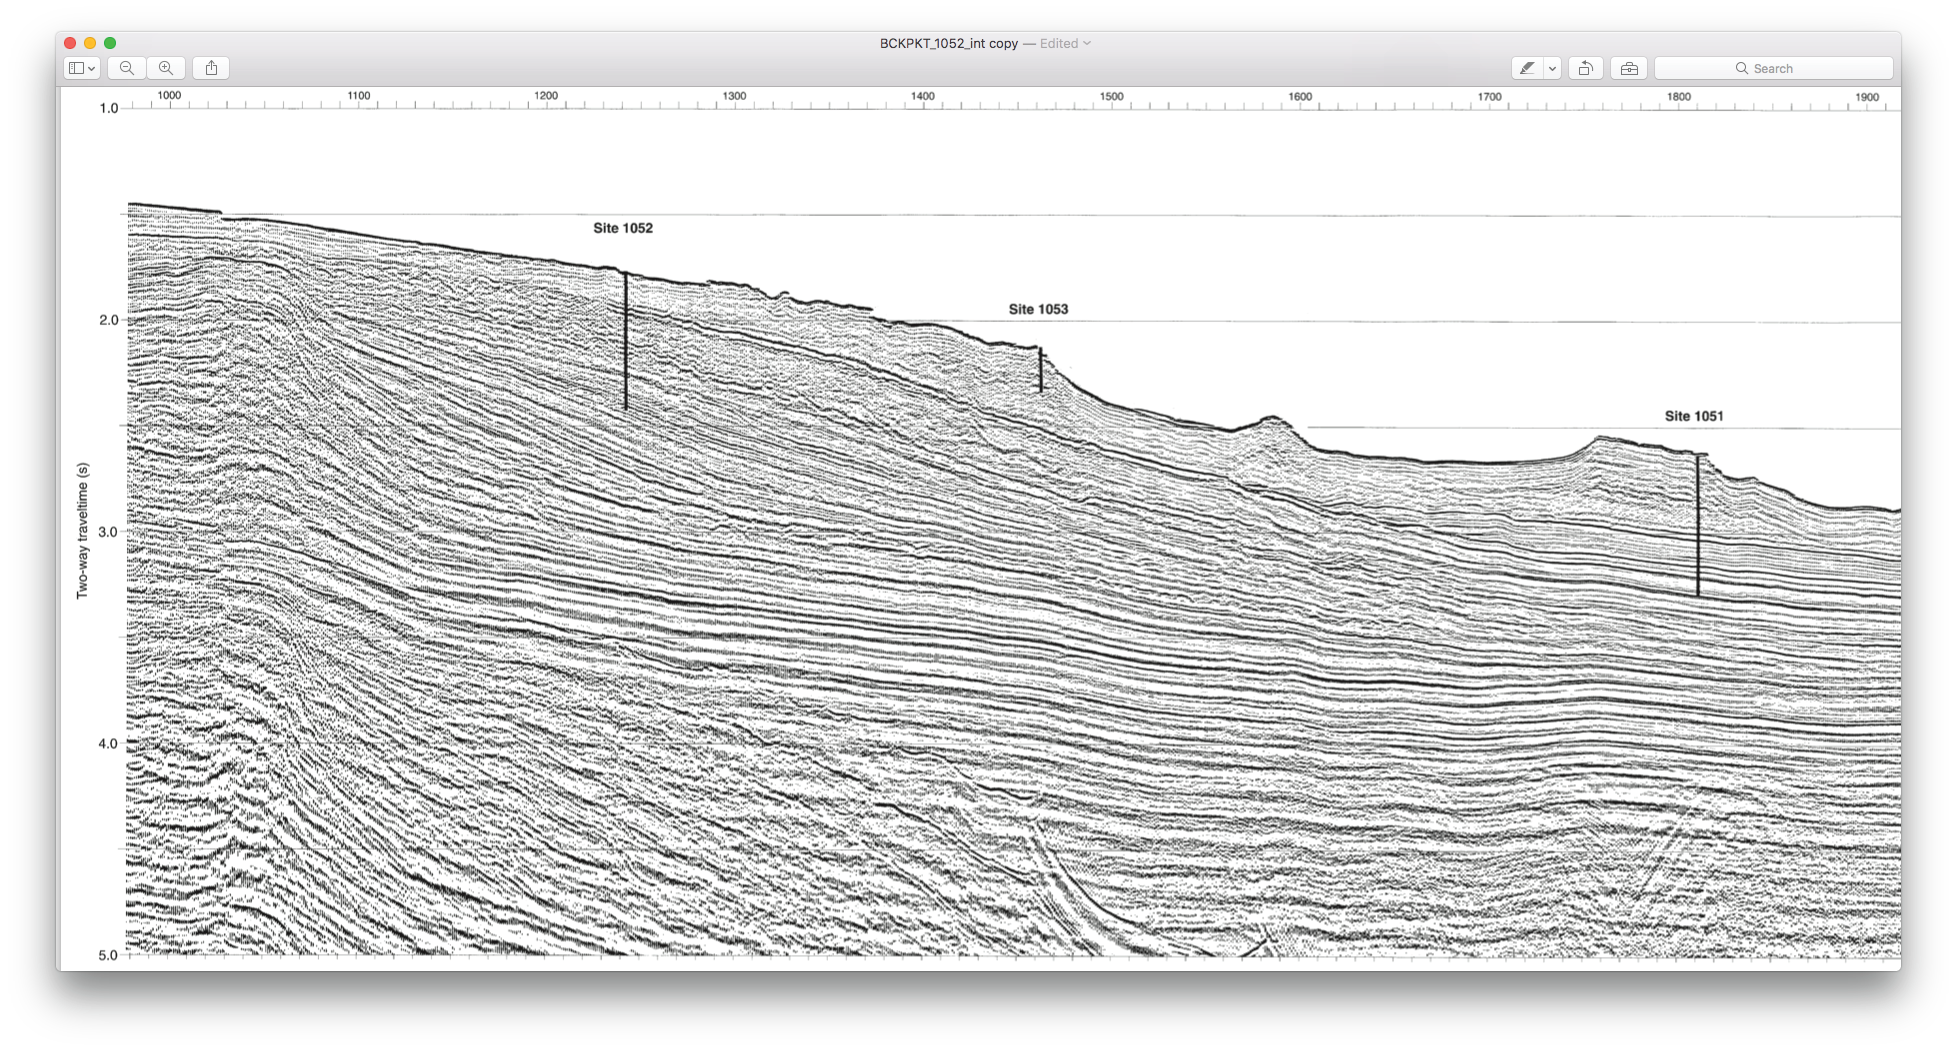 BCKPKT_1052_int copy — Edited
Search
1000 1100 1200 1300 1400 1500 1600 1700 1800 1900
1.0
Site 1052
Site 1053
2.0
Site 1051
Two-way traveltime (s)
3.0
4.0
5.0